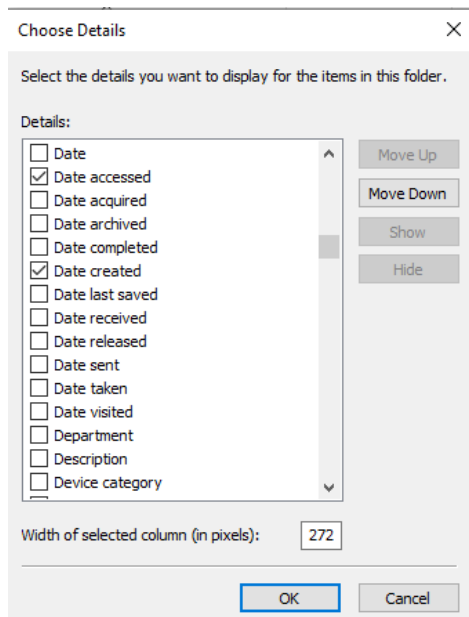 Choose Details
Select the details you want to display for the items in this folder.
Details:
Date
Date accessed
Date acquired
Date archived
Date completed
Date created
Date last saved
Date received
Date released
Date sent
Date taken
Date visited
Department
Description
Device category
Move Up
Move Down
Show
Hide
Width of selected column (in pixels): 272
OK Cancel